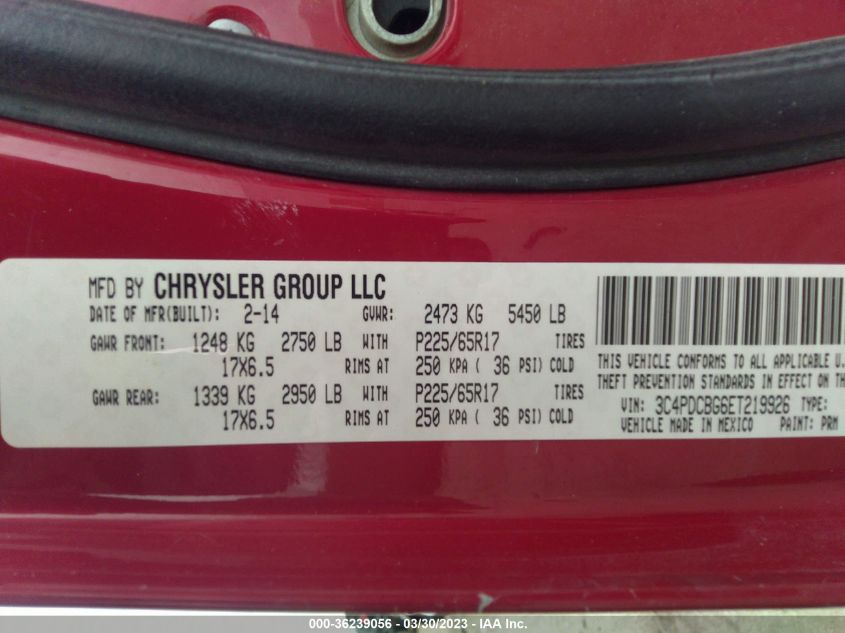 MFD BY CHRYSLER GROUP LLC
DATE OF MFR(BUILT): 2-14 GVWR: 2473 KG 5450 LB
GAWR FRONT: 1248 KG 2750 LB WITH P225/65R17 TIRES
17X6.5 RIMS AT 250 KPA ( 36 PSI) COLD
GAWR REAR: 1339 KG 2950 LB WITH P225/65R17 TIRES
17X6.5 RIMS AT 250 KPA ( 36 PSI) COLD
THIS VEHICLE CONFORMS TO ALL APPLICABLE U.
THEFT PREVENTION STANDARDS IN EFFECT ON TH
VIN: 3C4PDCBG6ET219926 TYPE:
VEHICLE MADE IN MEXICO PAINT: PRM
000-36239056 - 03/30/2023 - IAA Inc.